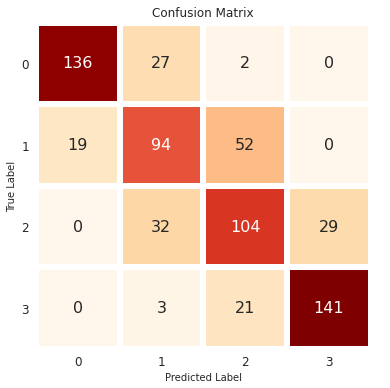 Confusion Matrix
True Label
0 136 27 2 0
1 19 94 52 0
2 0 32 104 29
3 0 3 21 141
0 1 2 3
Predicted Label